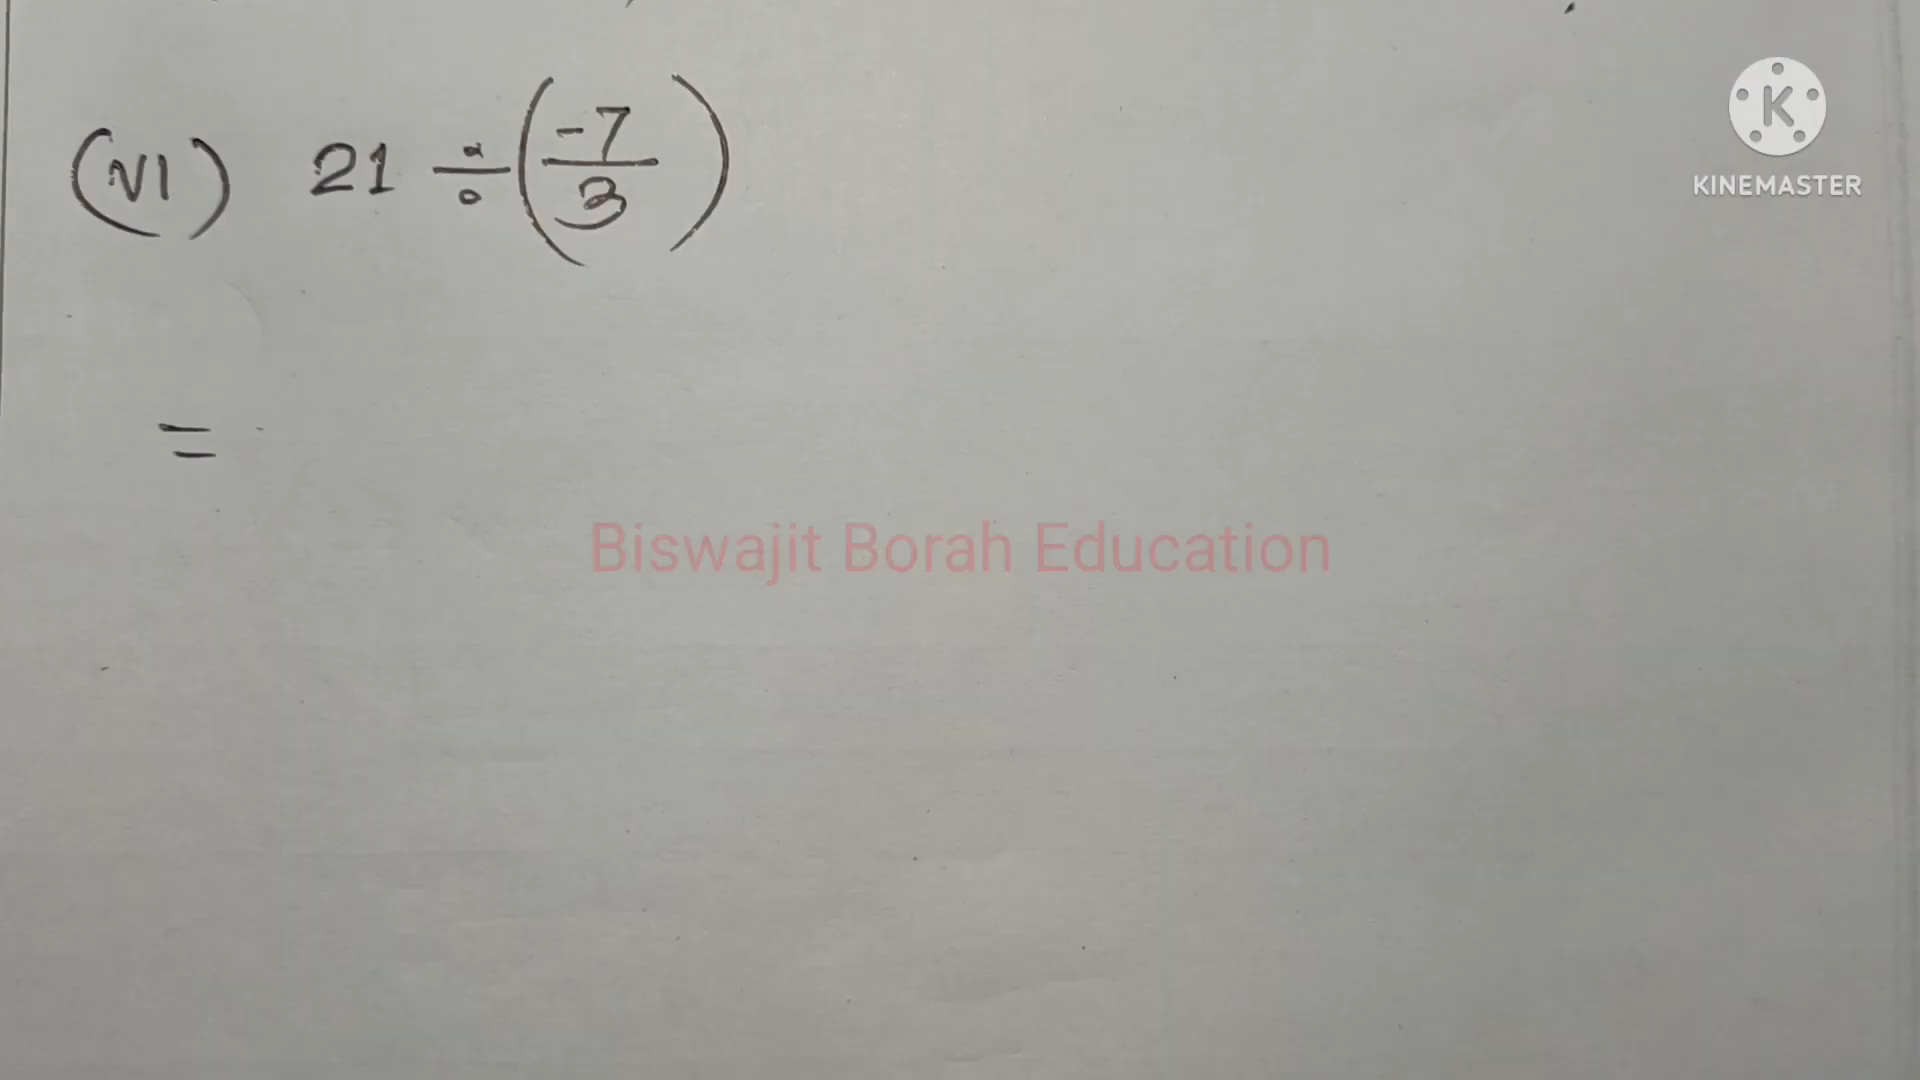 (VI) 21 ÷ (-7/3)
KINEMASTER
=
Biswajit Borah Education